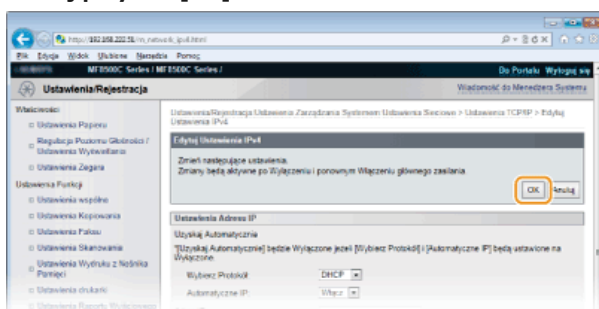 Plik Edycja Widok Ulubione Narzędzia Pomoc
MF8500C Series / MF8500C Series /
Do Portalu Wyloguj się
Ustawienia/Rejestracja
Wiadomość do Menedżera Systemu
Właściwości
Ustawienia Papieru
Regulacja Poziomu Głośności /
Ustawienia Wyświetlania
Ustawienia Zegara
Ustawienia Funkcji
Ustawienia wspólne
Ustawienia Kopiowania
Ustawienia Faksu
Ustawienia Skanowania
Ustawienia Wydruku z Nośnika
Pamięci
Ustawienia drukarki
Ustawienia/Rejestracja: Ustawienia Zarządzania Systemem: Ustawienia Sieciowe > Ustawienia TCP/IP > Edytuj
Ustawienia IPv4
Edytuj Ustawienia IPv4
Zmień następujące ustawienia.
Zmiany będą aktywne po Wyłączeniu i ponownym Włączeniu głównego zasilania
OK Anuluj
Ustawienia Adresu IP
Uzyskaj Automatycznie
"[Uzyskaj Automatycznie] będzie Wyłączone jeżeli [Wybierz Protokół] i [Automatyczne IP] będą ustawione na
Wyłączone.
Wybierz Protokół: DHCP
Automatyczne IP: Włącz